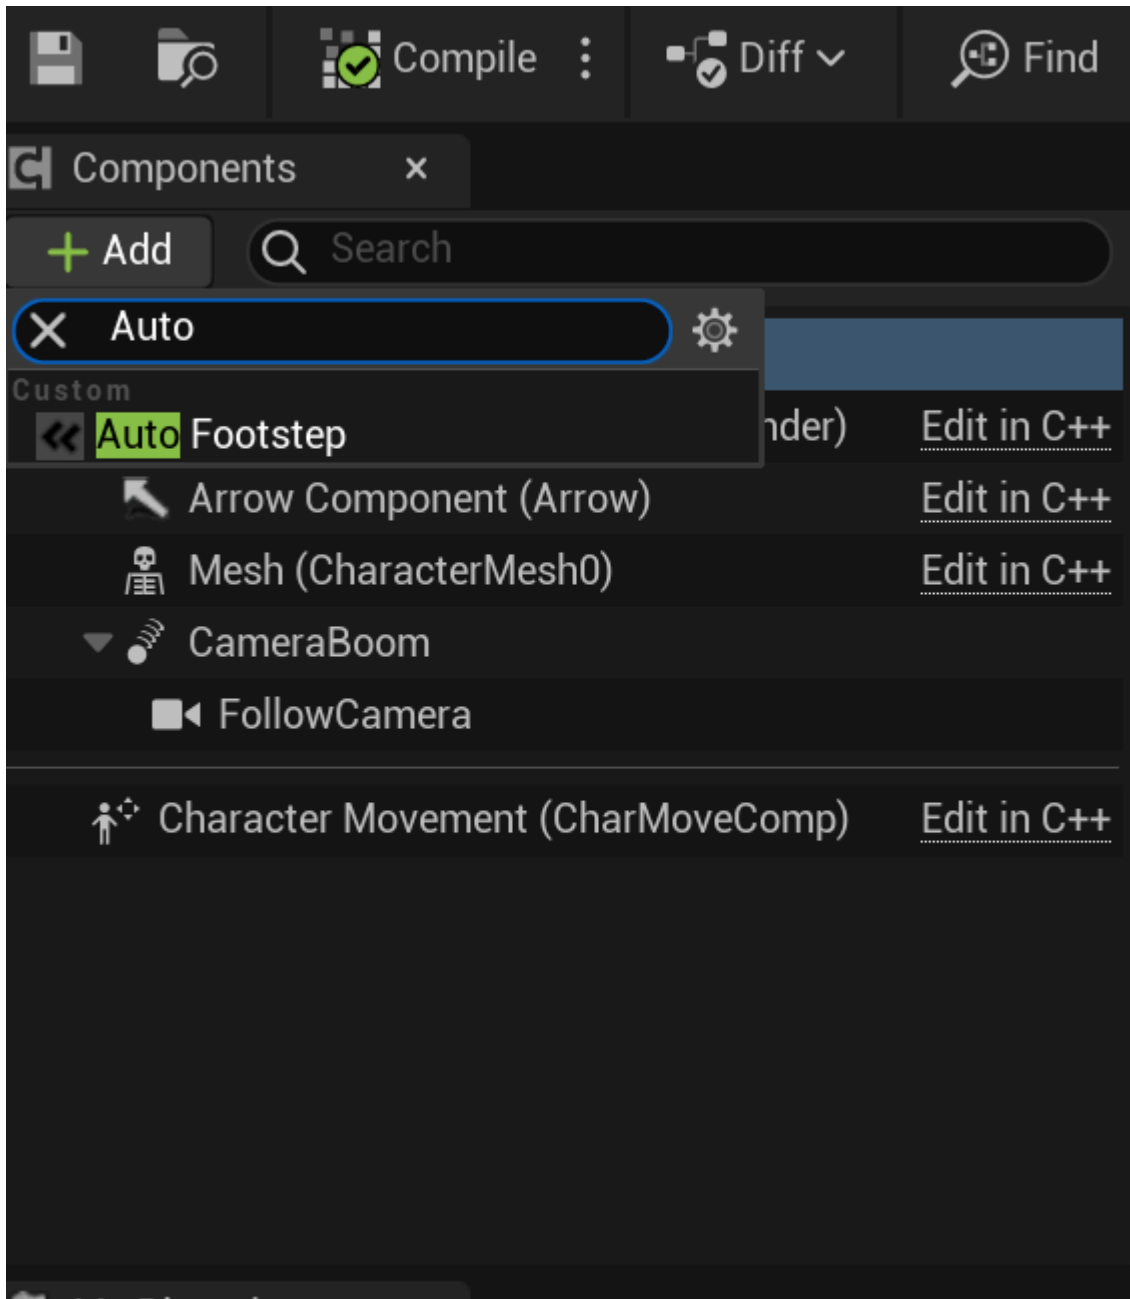 Compile
Diff
Find
Components
Add
Search
Auto
Custom
Auto Footstep
nder)
Edit in C++
Arrow Component (Arrow)
Edit in C++
Mesh (CharacterMesh0)
Edit in C++
CameraBoom
FollowCamera
Character Movement (CharMoveComp)
Edit in C++